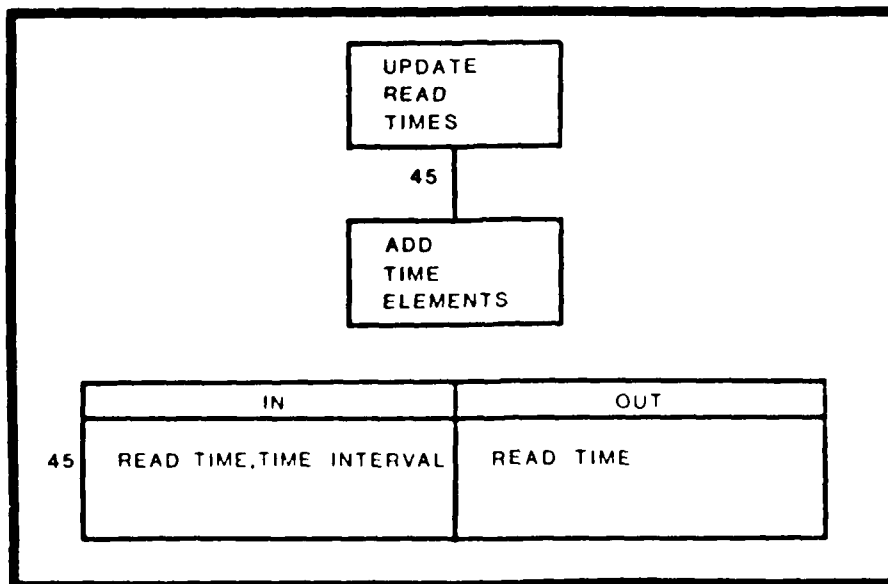 UPDATE
READ
TIMES
45
ADD
TIME
ELEMENTS
IN OUT
45 READ TIME,TIME INTERVAL READ TIME